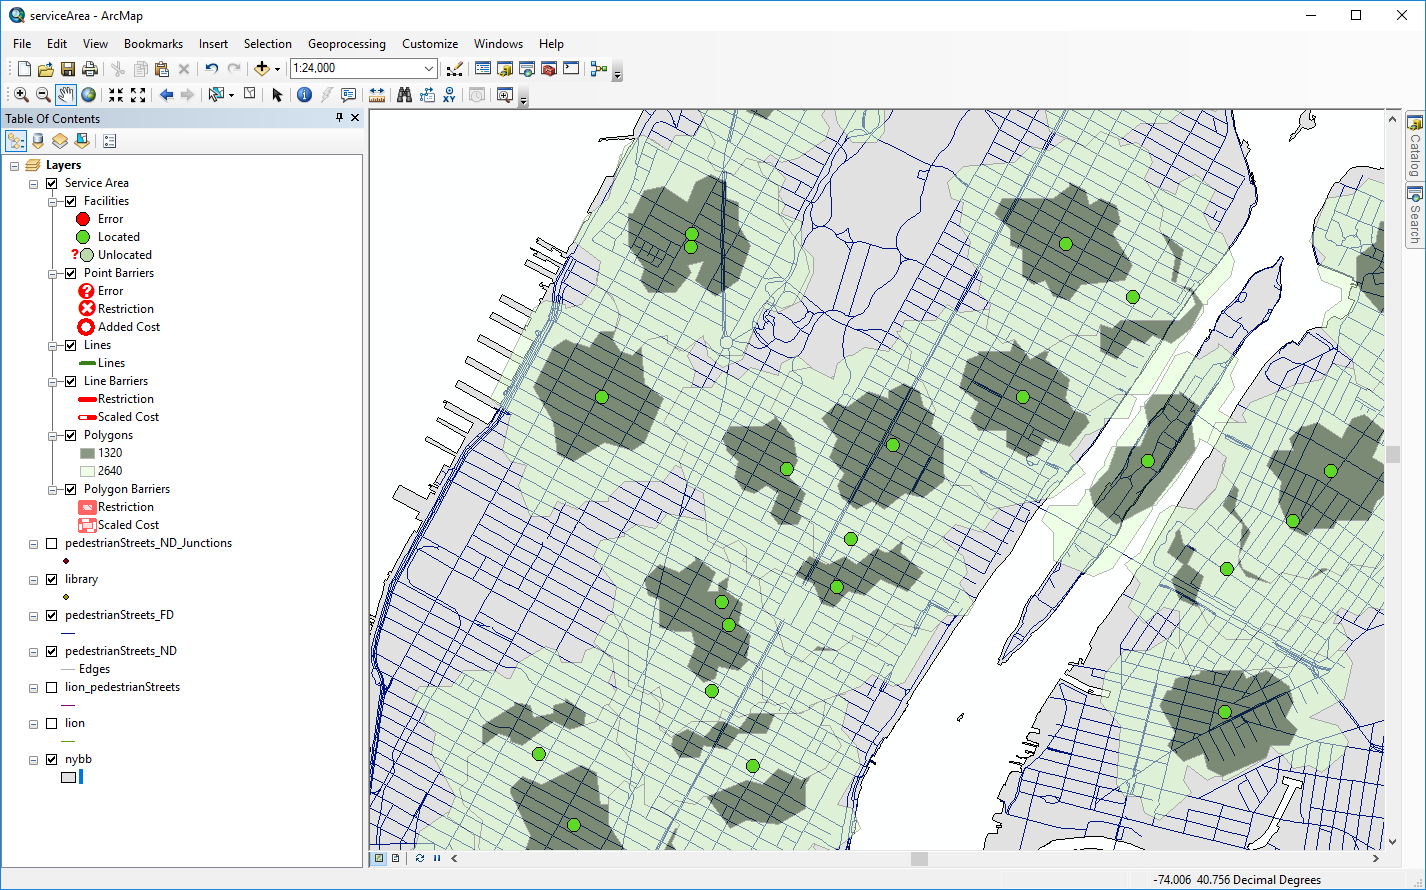 serviceArea - ArcMap
File Edit View Bookmarks Insert Selection Geoprocessing Customize Windows Help
1:24,000
XY
Table Of Contents
Layers
Service Area
Facilities
Error
Located
? Unlocated
Point Barriers
Error
Restriction
Added Cost
Lines
Lines
Line Barriers
Restriction
Scaled Cost
Polygons
1320
2640
Polygon Barriers
Restriction
Scaled Cost
pedestrianStreets_ND_Junctions
library
pedestrianStreets_FD
pedestrianStreets_ND
Edges
lion_pedestrianStreets
lion
nybb
Catalog
Search
-74.006 40.756 Decimal Degrees